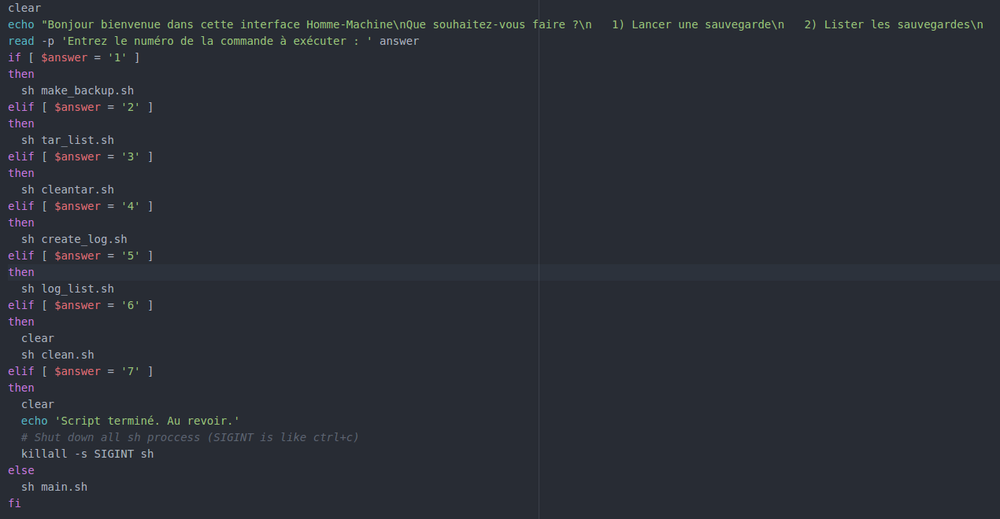 clear
echo "Bonjour bienvenue dans cette interface Homme-Machine\nQue souhaitez-vous faire ?\n   1) Lancer une sauvegarde\n   2) Lister les sauvegardes\n
read -p 'Entrez le numéro de la commande à exécuter : ' answer
if [ $answer = '1' ]
then
  sh make_backup.sh
elif [ $answer = '2' ]
then
  sh tar_list.sh
elif [ $answer = '3' ]
then
  sh cleantar.sh
elif [ $answer = '4' ]
then
  sh create_log.sh
elif [ $answer = '5' ]
then
  sh log_list.sh
elif [ $answer = '6' ]
then
  clear
  sh clean.sh
elif [ $answer = '7' ]
then
  clear
  echo 'Script terminé. Au revoir.'
  # Shut down all sh proccess (SIGINT is like ctrl+c)
  killall -s SIGINT sh
else
  sh main.sh
fi